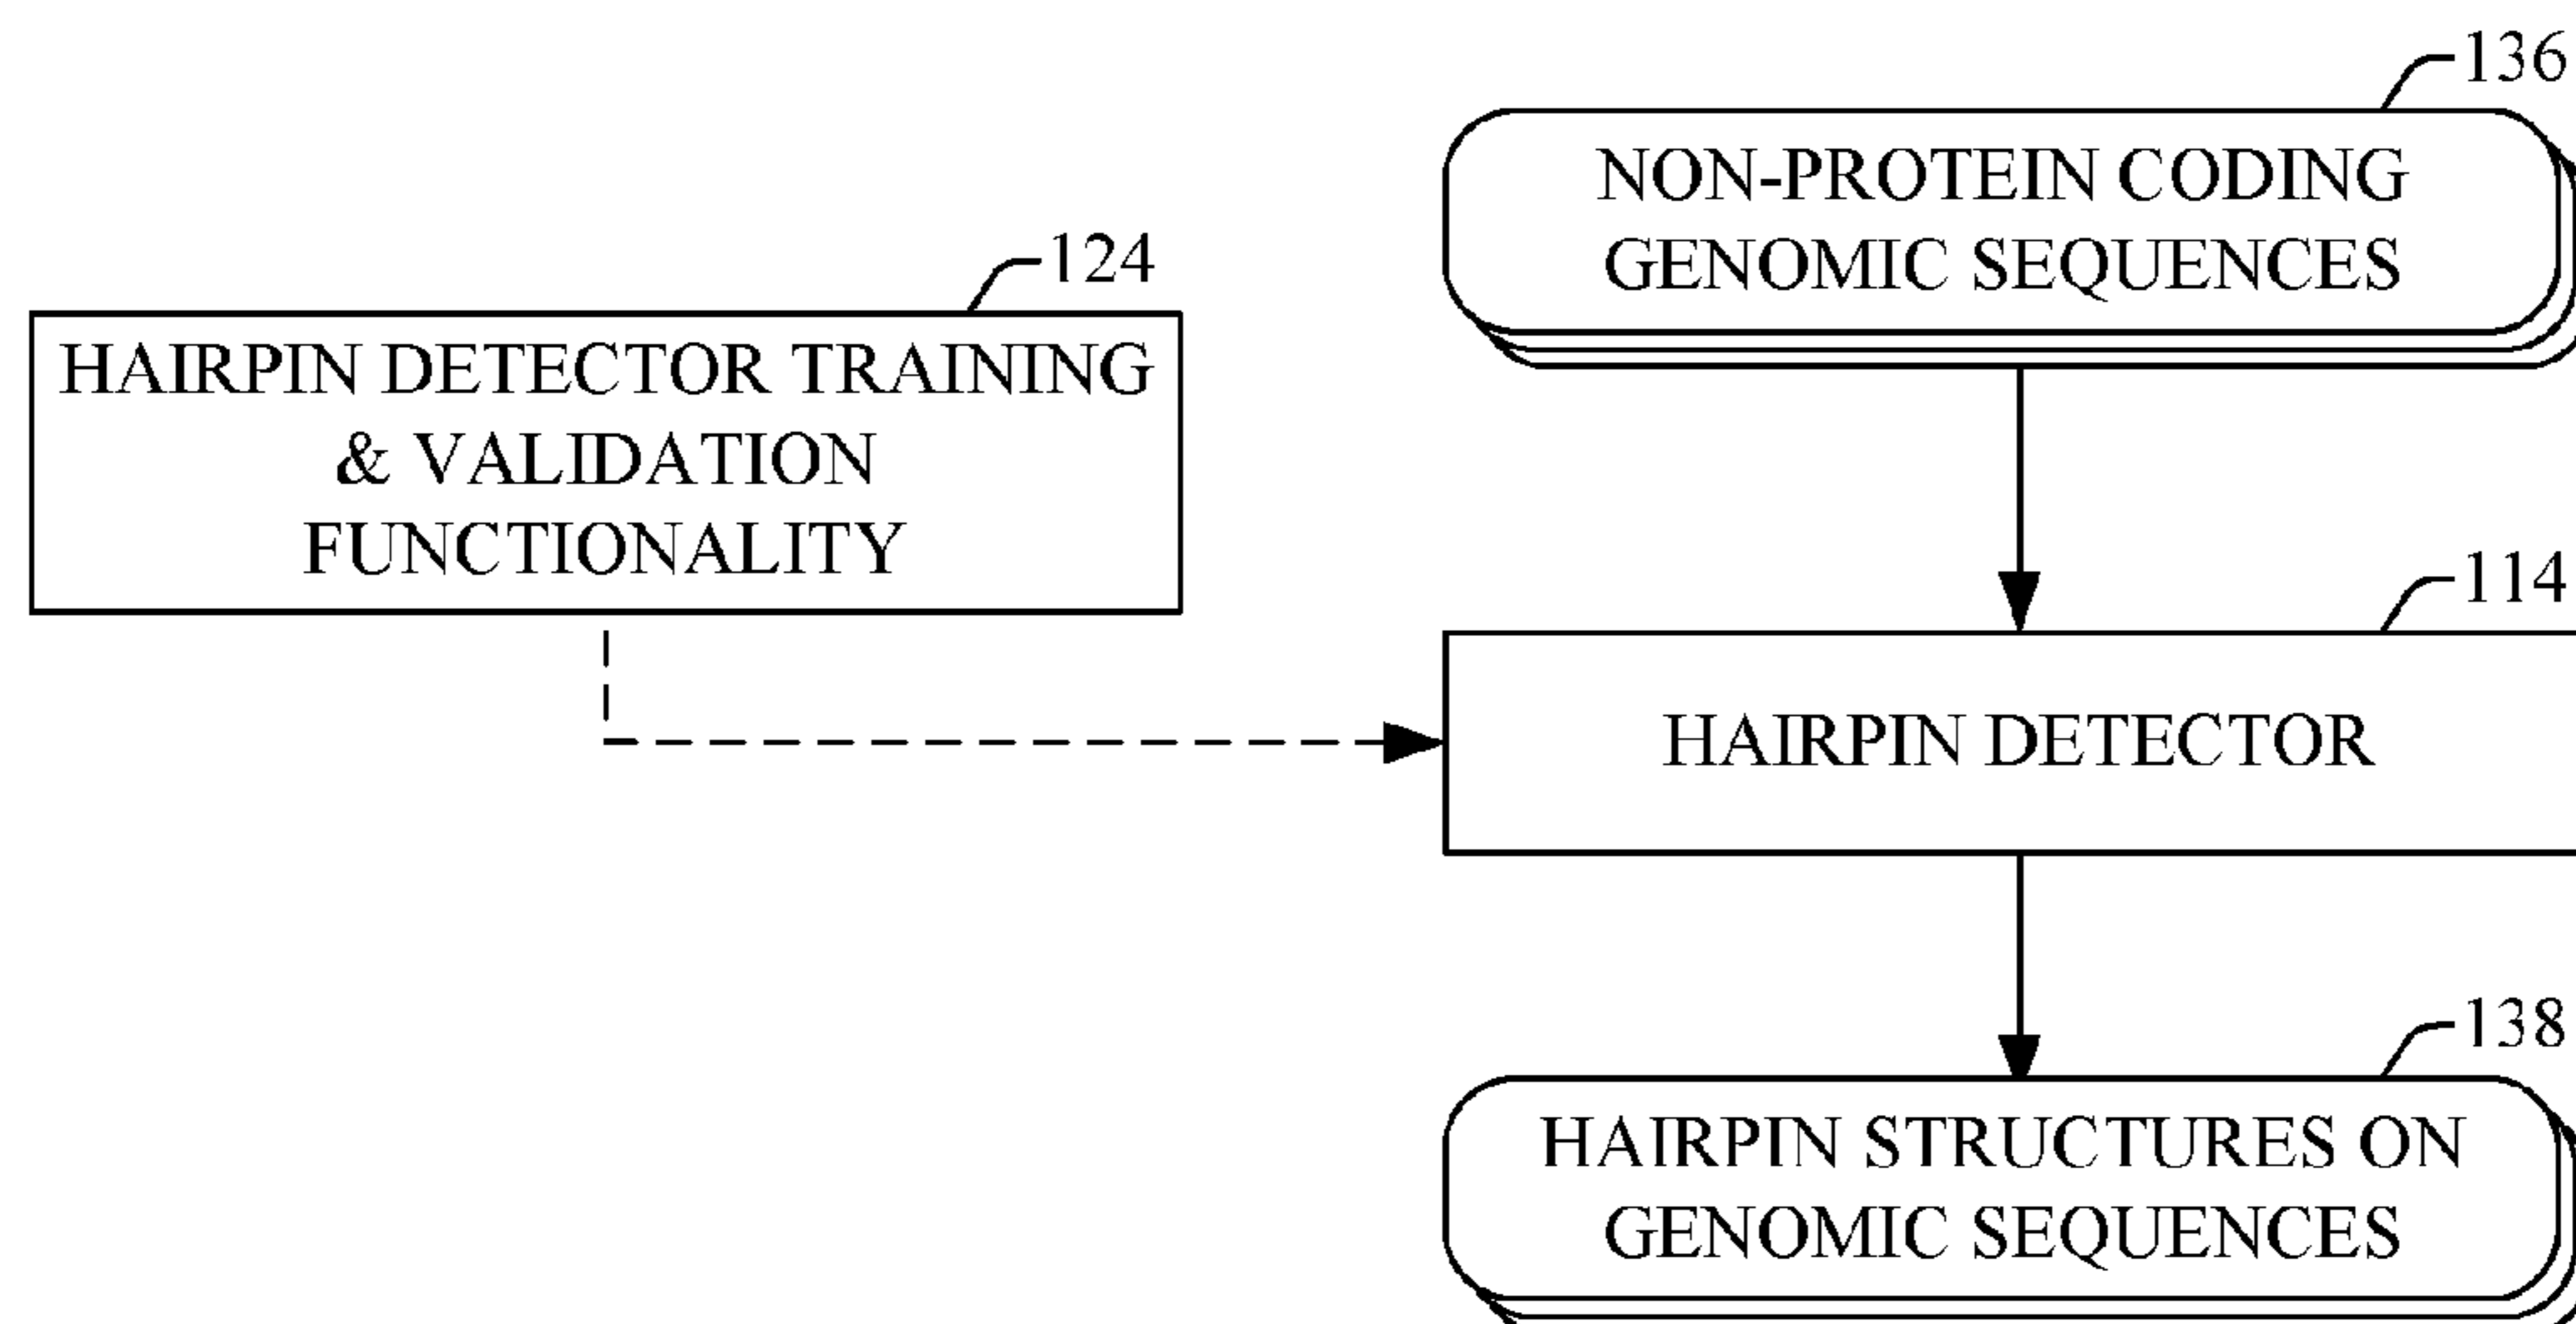 136
NON-PROTEIN CODING
GENOMIC SEQUENCES
124
HAIRPIN DETECTOR TRAINING
& VALIDATION
FUNCTIONALITY
114
HAIRPIN DETECTOR
138
HAIRPIN STRUCTURES ON
GENOMIC SEQUENCES